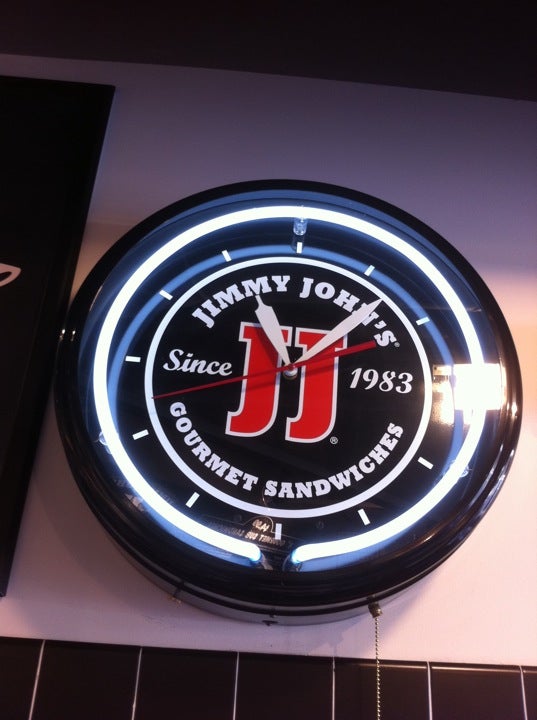 JIMMY JOHN'S®
Since 1983
JJ®
GOURMET SANDWICHES